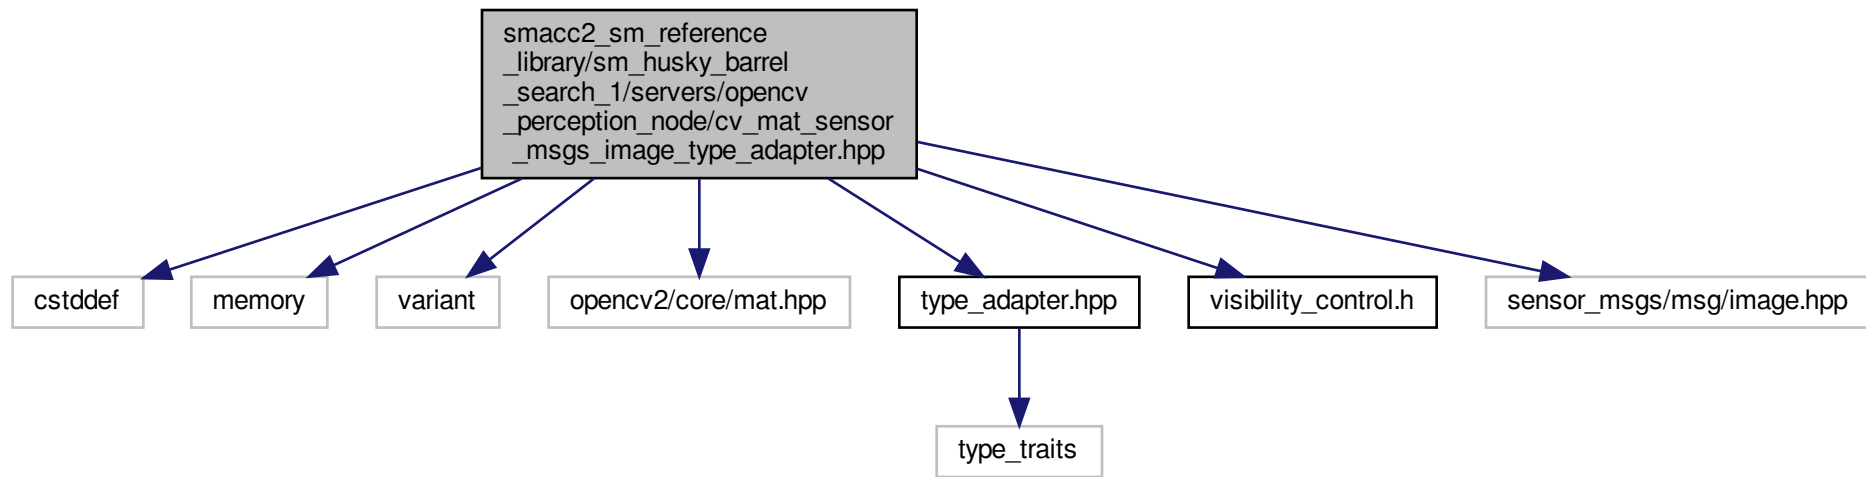 smacc2_sm_reference
_library/sm_husky_barrel
_search_1/servers/opencv
_perception_node/cv_mat_sensor
_msgs_image_type_adapter.hpp
cstddef
memory
variant
opencv2/core/mat.hpp
type_adapter.hpp
visibility_control.h
sensor_msgs/msg/image.hpp
type_traits